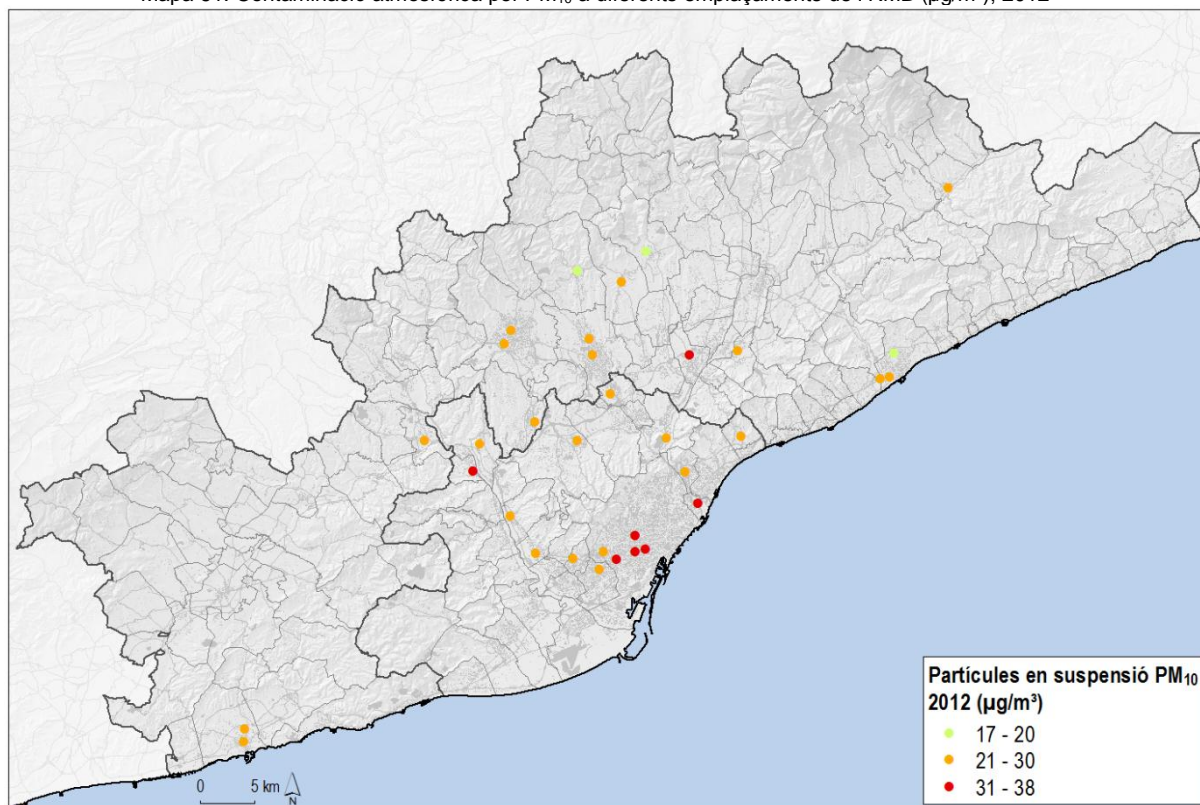 Partícules en suspensió PM₁₀
2012 (µg/m³)
17 - 20
21 - 30
31 - 38
0 5 km
N